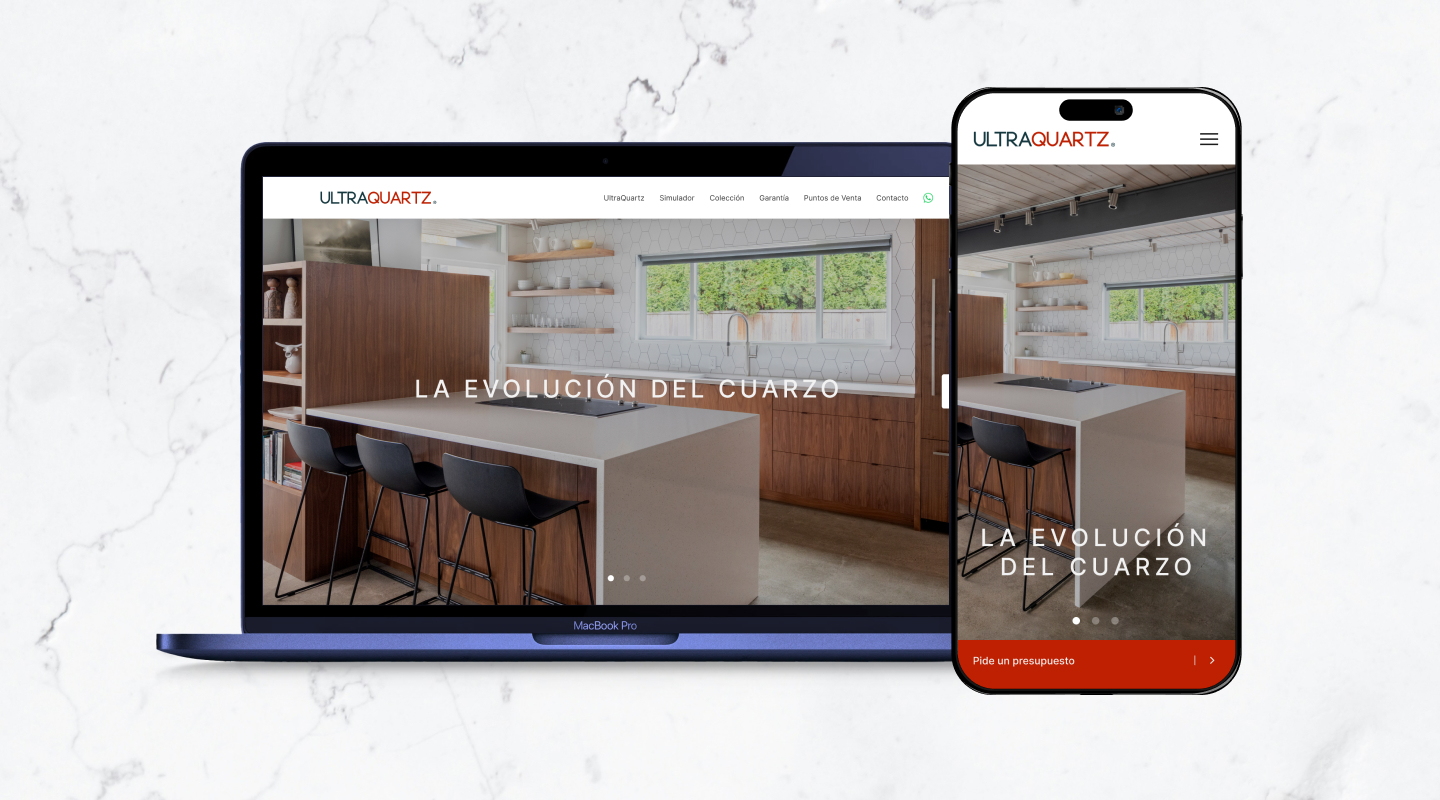 ULTRAQUARTZ®
UltraQuartz Simulador Colección Garantía Puntos de Venta Contacto
LA EVOLUCIÓN DEL CUARZO
MacBook Pro
ULTRAQUARTZ®
LA EVOLUCIÓN
DEL CUARZO
Pide un presupuesto